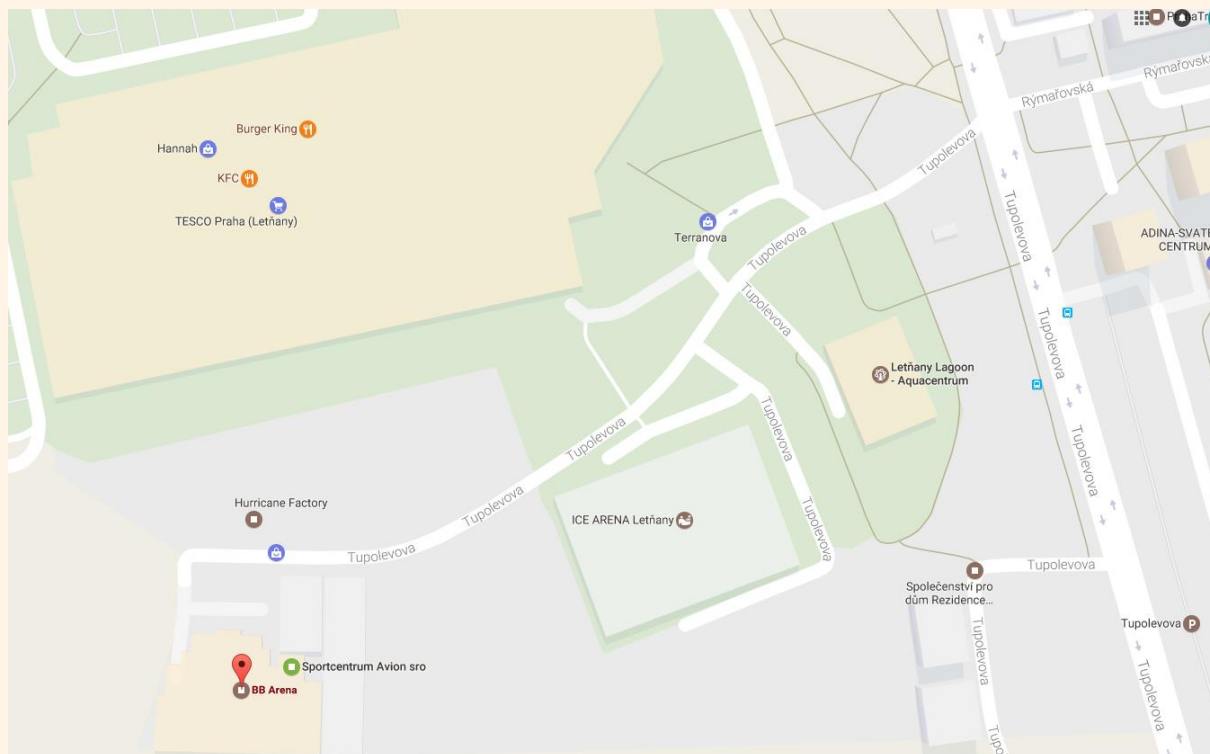 Rýmařovská
Rýmařovská
Burger King
Hannah
KFC
TESCO Praha (Letňany)
Terranova
Tupolevova
Tupolevova
Tupolevova
Tupolevova
Tupolevova
Tupolevova
Tupolevova
Tupolevova
ADINA-SVATE
CENTRUM
Letňany Lagoon
- Aquacentrum
Tupolevova
Tupolevova
Tupolevova
Tupolevova
Hurricane Factory
ICE ARENA Letňany
Tupolevova
Tupolevova
Společenství pro
dům Rezidence...
Tupolevova
Tupolevova
P
Tupolevova
Sportcentrum Avion sro
BB Arena